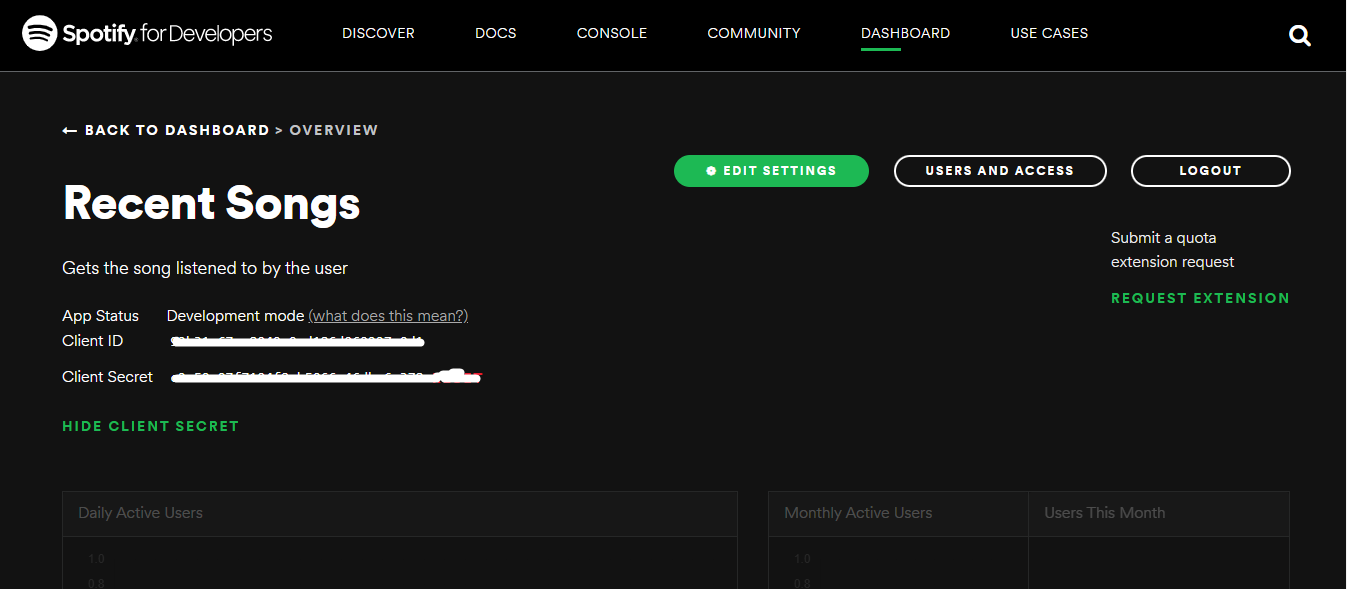 Spotify for Developers
DISCOVER
DOCS
CONSOLE
COMMUNITY
DASHBOARD
USE CASES
← BACK TO DASHBOARD > OVERVIEW
EDIT SETTINGS
USERS AND ACCESS
LOGOUT
Recent Songs
Submit a quota
extension request
REQUEST EXTENSION
Gets the song listened to by the user
App Status Development mode (what does this mean?)
Client ID
Client Secret
HIDE CLIENT SECRET
Daily Active Users
1.0
0.8
Monthly Active Users
Users This Month
1.0
0.8